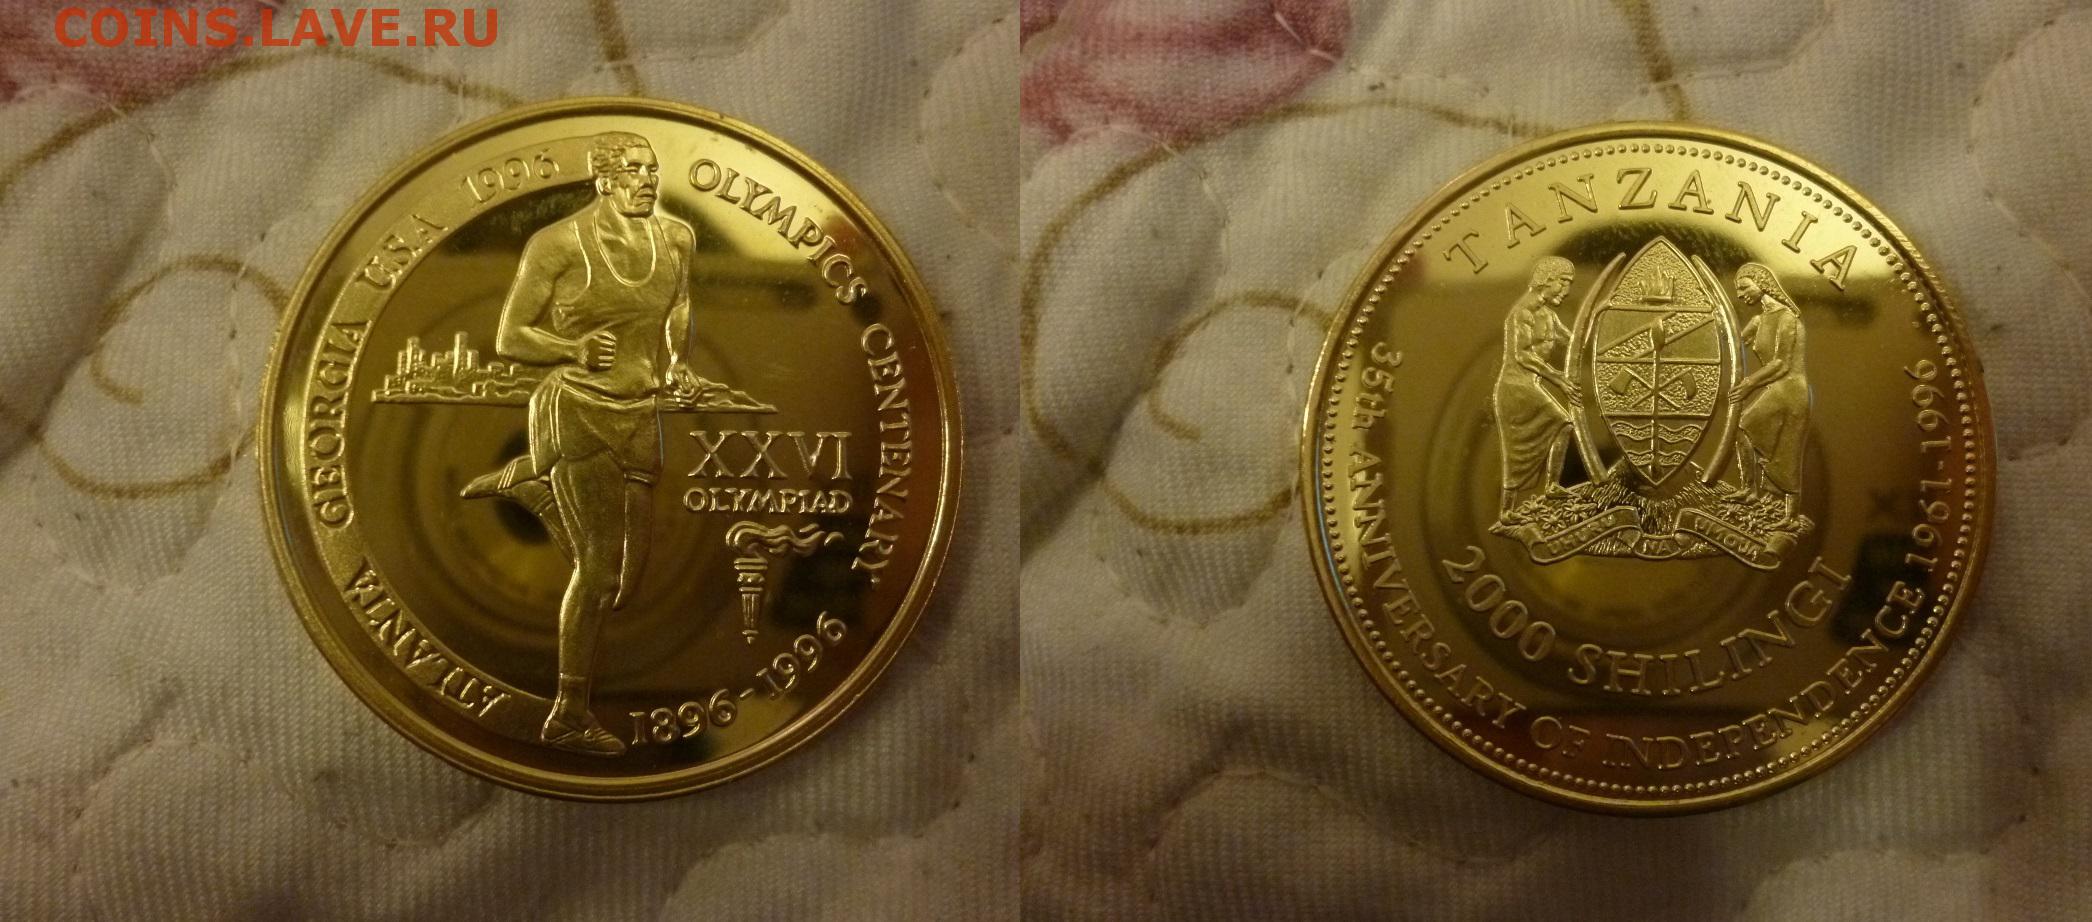 COINS.LAVE.RU
ATLANTA GEORGIA USA 1996
OLYMPICS CENTENARY
XXVI
OLYMPIAD
1896-1996
TANZANIA
UHURU NA UMOJA
2000 SHILINGI
35th ANNIVERSARY OF INDEPENDENCE 1961-1996